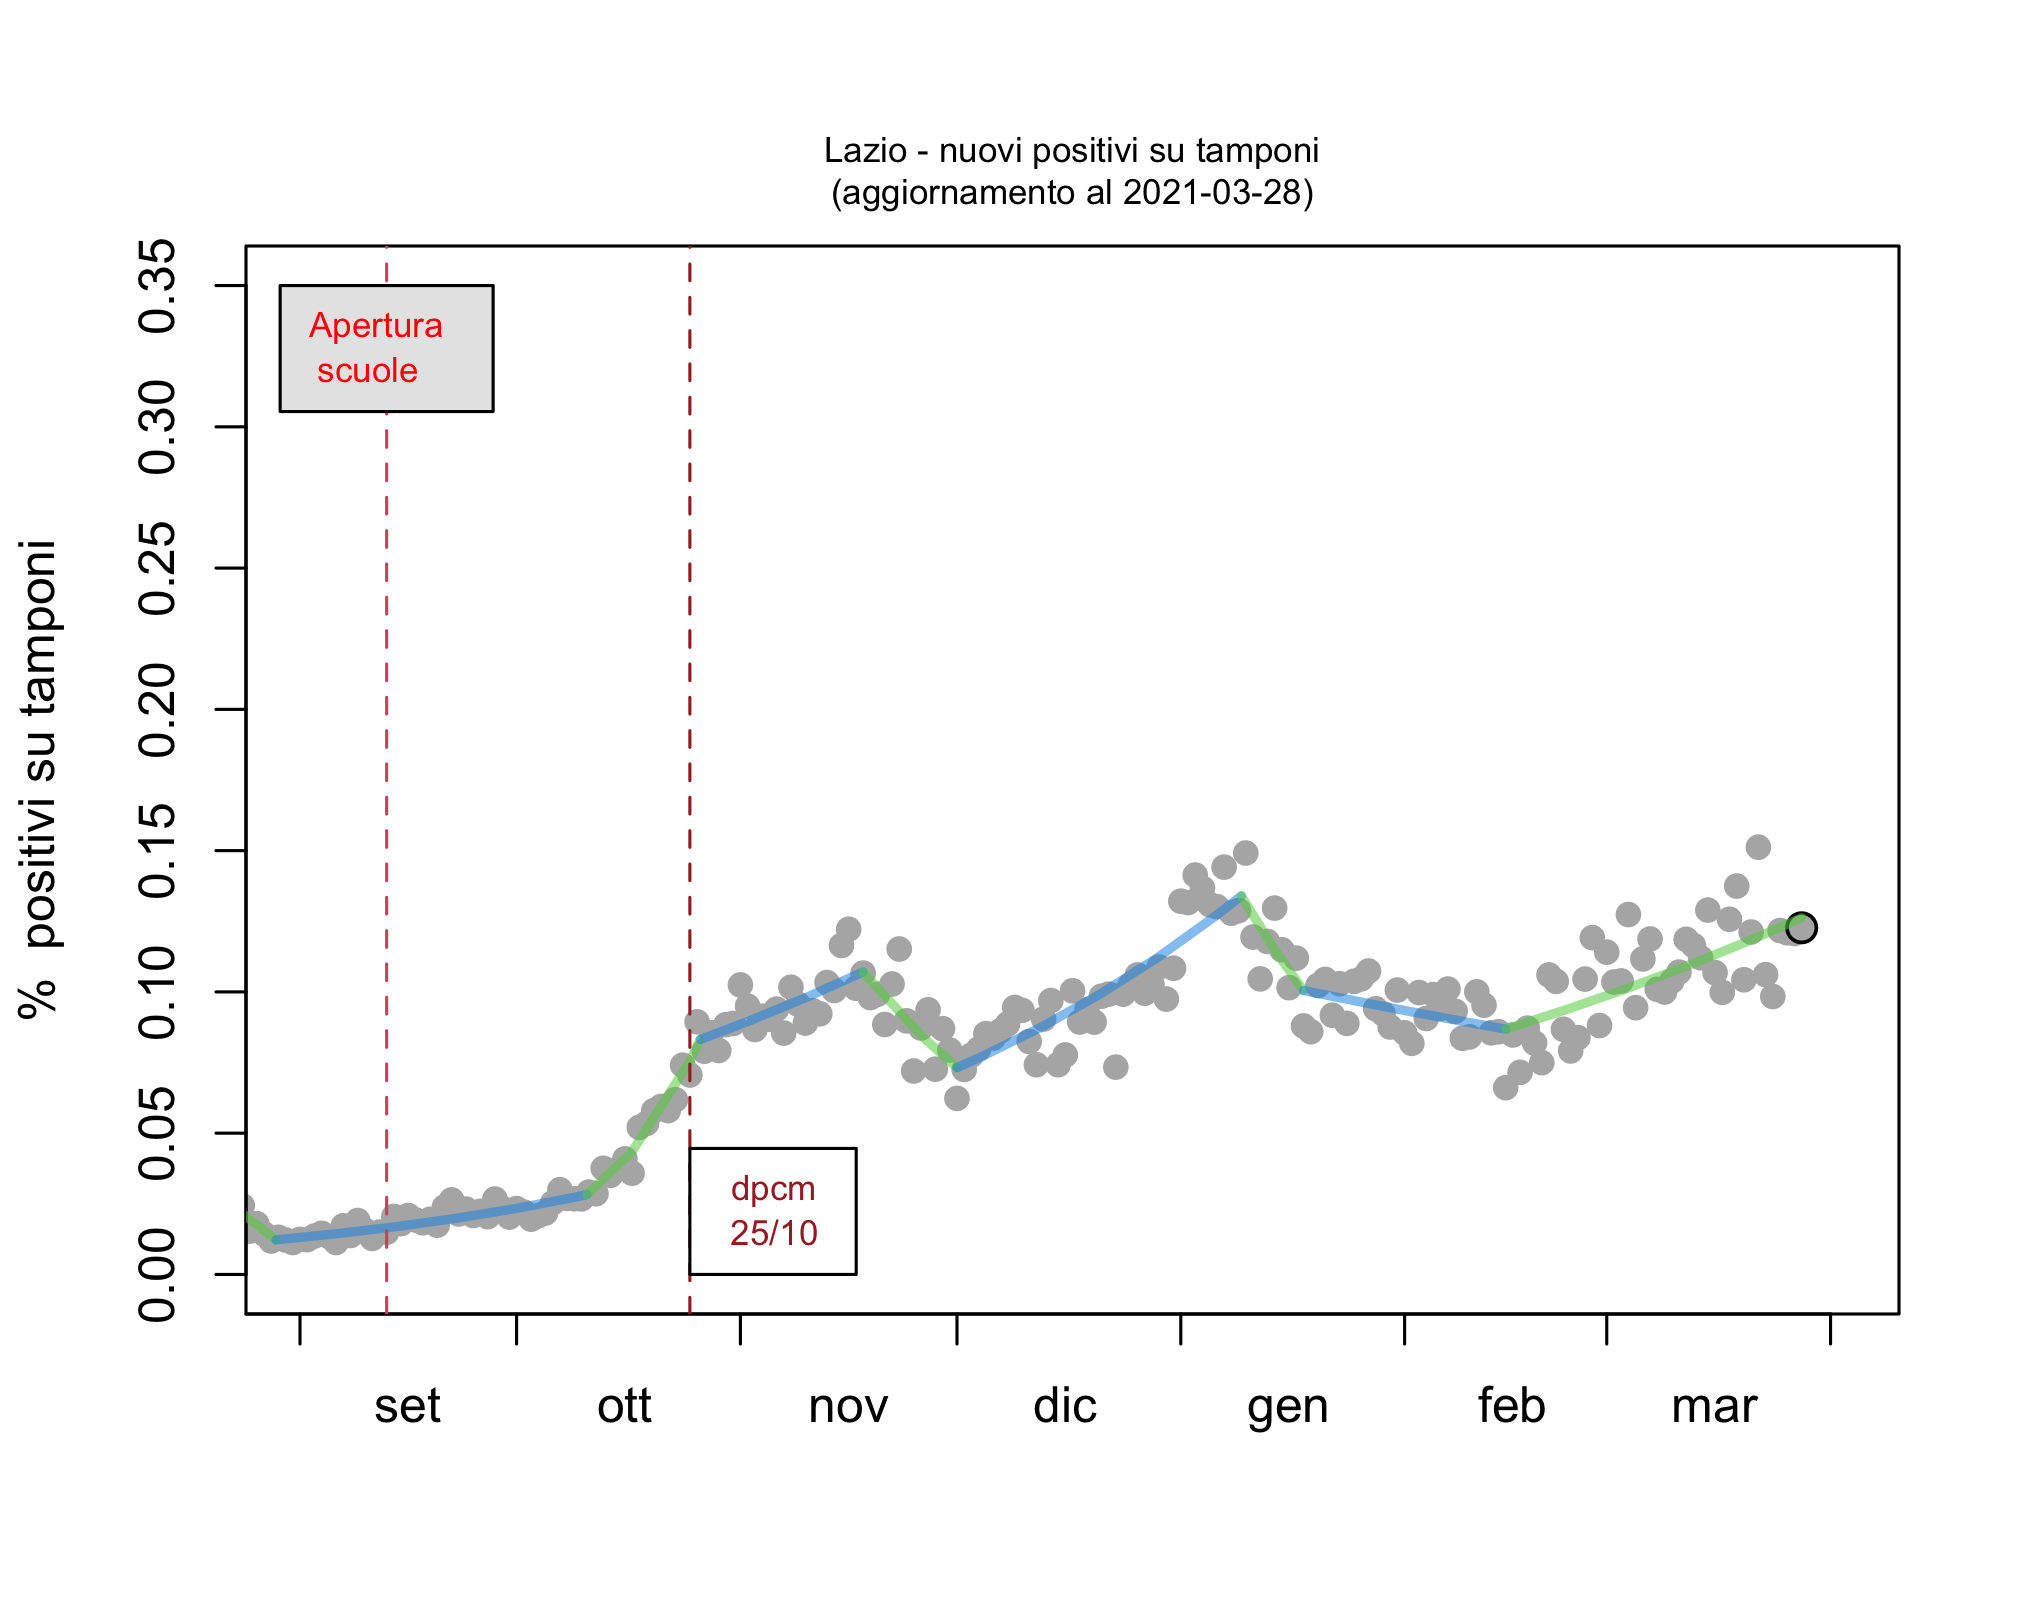 Lazio - nuovi positivi su tamponi
(aggiornamento al 2021-03-28)
% positivi su tamponi
0.35
0.30
0.25
0.20
0.15
0.10
0.05
0.00
Apertura
scuole
dpcm
25/10
set ott nov dic gen feb mar